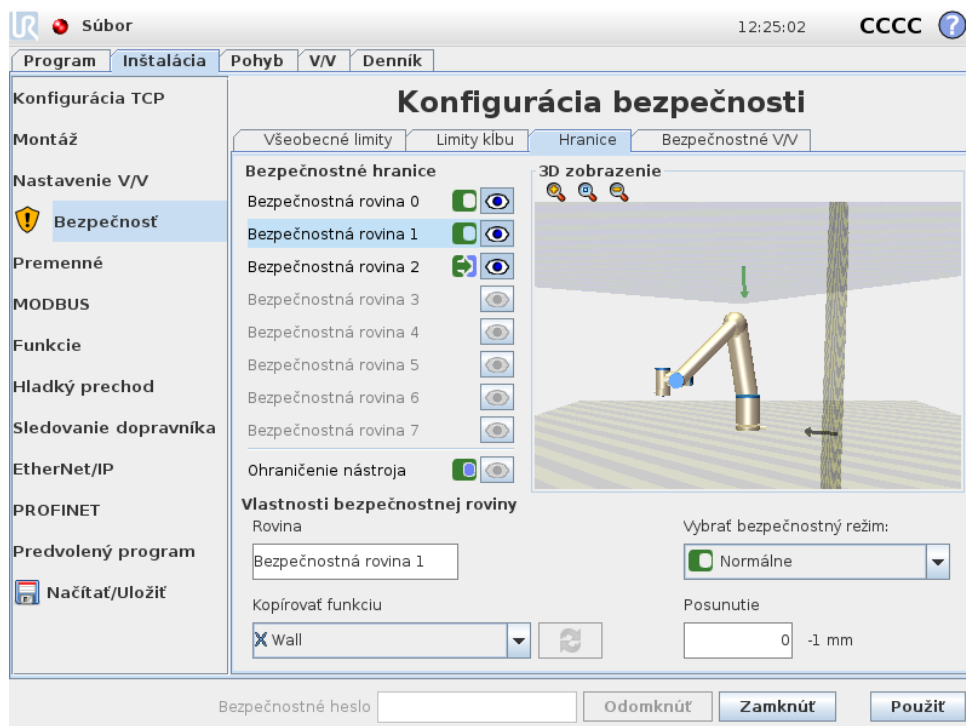 UR Súbor 12:25:02 CCCC ?
Program Inštalácia Pohyb V/V Denník
Konfigurácia TCP
Montáž
Nastavenie V/V
Bezpečnosť
Premenné
MODBUS
Funkcie
Hladký prechod
Sledovanie dopravníka
EtherNet/IP
PROFINET
Predvolený program
Načítať/Uložiť
Konfigurácia bezpečnosti
Všeobecné limity Limity kĺbu Hranice Bezpečnostné V/V
Bezpečnostné hranice
Bezpečnostná rovina 0
Bezpečnostná rovina 1
Bezpečnostná rovina 2
Bezpečnostná rovina 3
Bezpečnostná rovina 4
Bezpečnostná rovina 5
Bezpečnostná rovina 6
Bezpečnostná rovina 7
Ohraničenie nástroja
3D zobrazenie
Vlastnosti bezpečnostnej roviny
Rovina
Bezpečnostná rovina 1
Vybrať bezpečnostný režim:
Normálne
Kopírovať funkciu
Wall
Posunutie
0 -1 mm
Bezpečnostné heslo Odomknúť Zamknúť Použiť